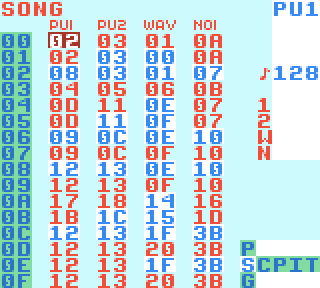 SONG PU1
PU1 PU2 WAV NOI
00 02 03 01 0A
01 02 03 00 0A
02 08 03 01 07 ♪128
03 04 05 06 0B
04 0D 11 0E 07 1
05 0D 11 0F 07 2
06 09 0C 0E 10 W
07 09 0C 0F 10 N
08 12 13 0E 10
09 12 13 0F 10
0A 17 18 14 16
0B 1B 1C 15 1D
0C 12 13 1F 3B
0D 12 13 20 3B P
0E 12 13 1F 3B SCPIT
0F 12 13 20 3B G